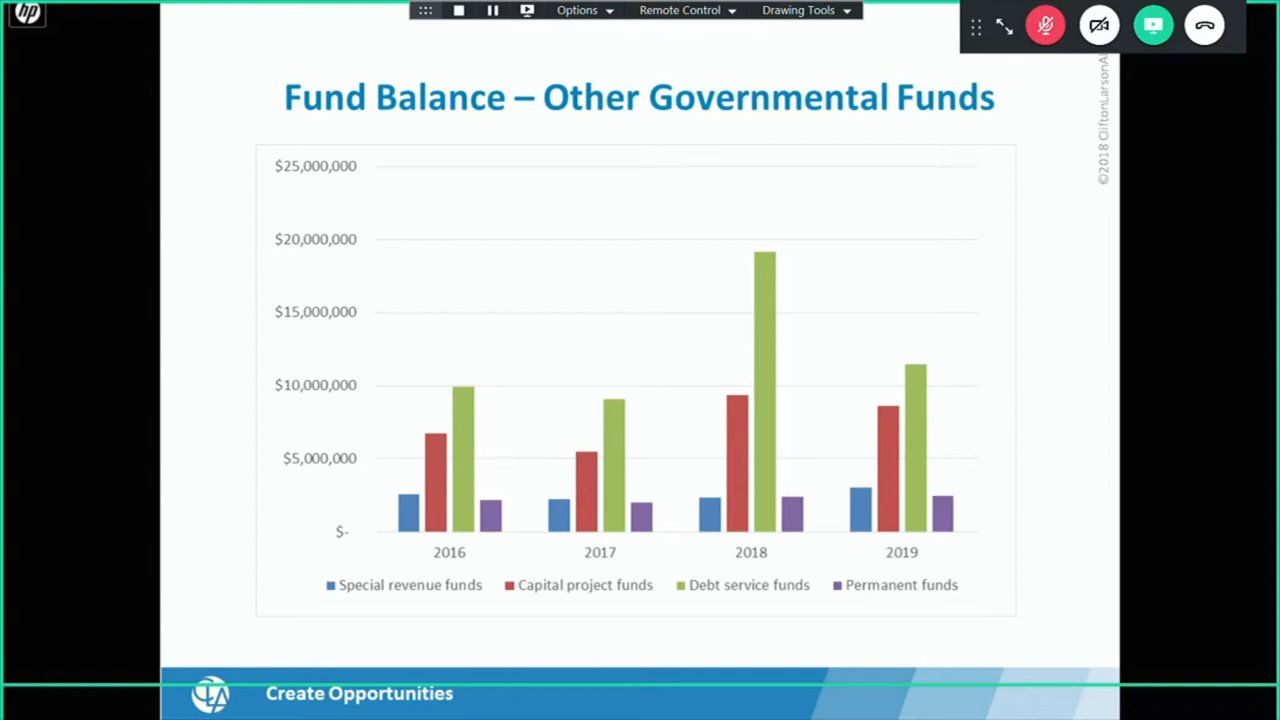 hp
Options
Remote Control
Drawing Tools
Fund Balance – Other Governmental Funds
$25,000,000
$20,000,000
$15,000,000
$10,000,000
$5,000,000
$-
2016 2017 2018 2019
Special revenue funds Capital project funds Debt service funds Permanent funds
©2018
CLA
Create Opportunities